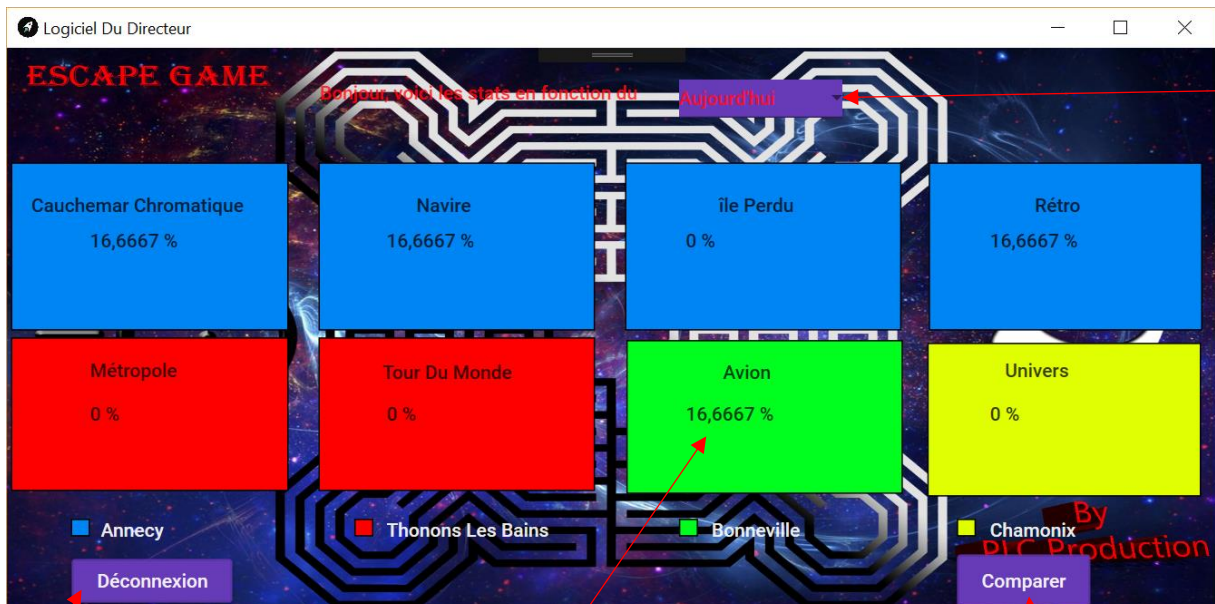 Logiciel Du Directeur
ESCAPE GAME
Bonjour, voici les stats en fonction du
Aujourd'hui
Cauchemar Chromatique
16,6667 %
Navire
16,6667 %
île Perdu
0 %
Rétro
16,6667 %
Métropole
0 %
Tour Du Monde
0 %
Avion
16,6667 %
Univers
0 %
Annecy
Thonons Les Bains
Bonneville
Chamonix
By
PLC Production
Déconnexion
Comparer